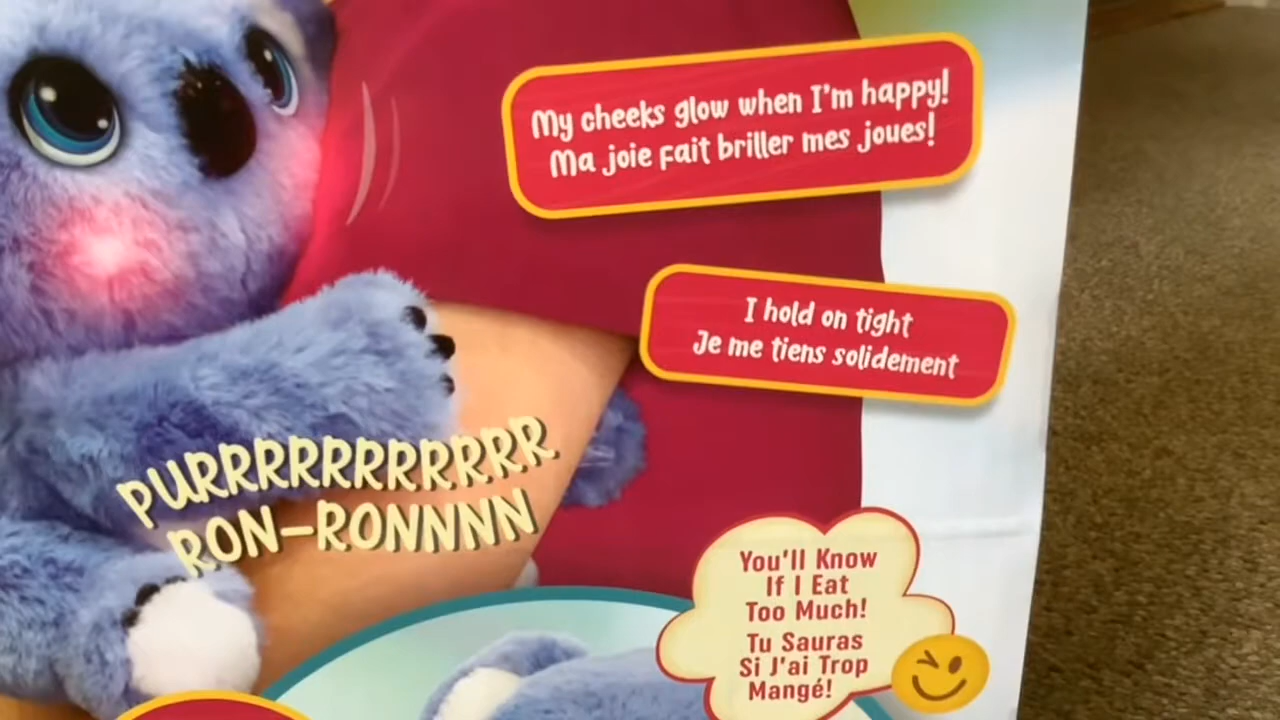 My cheeks glow when I'm happy!
Ma joie fait briller mes joues!
I hold on tight
Je me tiens solidement
PURRRRRRRRRRR
RON-RONNNNN
You'll Know
If I Eat
Too Much!
Tu Sauras
Si J'ai Trop
Mangé!